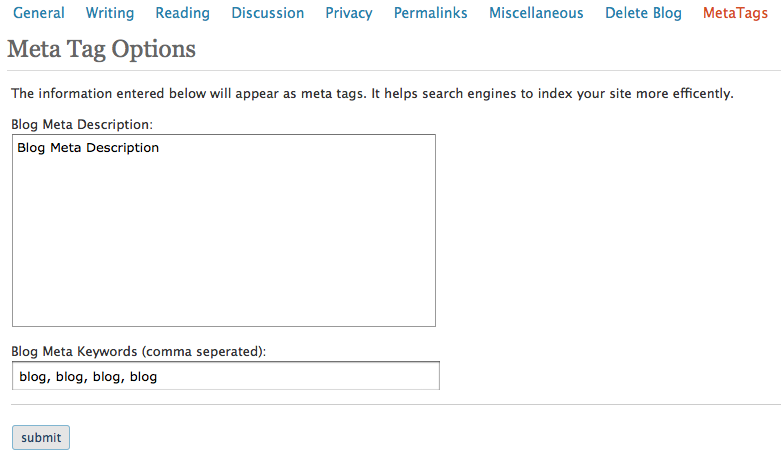 General Writing Reading Discussion Privacy Permalinks Miscellaneous Delete Blog MetaTags
Meta Tag Options
The information entered below will appear as meta tags. It helps search engines to index your site more efficently.
Blog Meta Description:
Blog Meta Description
Blog Meta Keywords (comma seperated):
blog, blog, blog, blog
submit